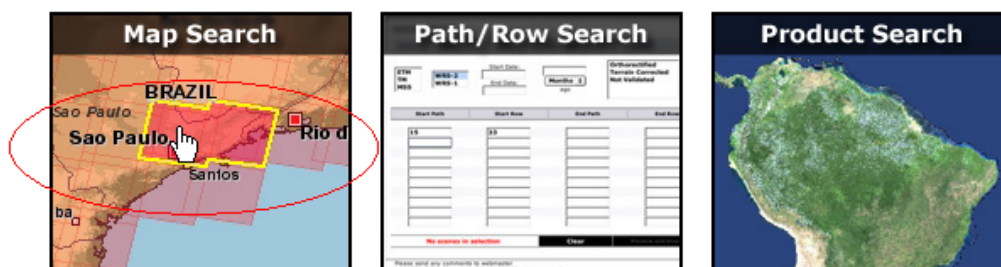 Map Search
BRAZIL
Sao Paulo
Sao Paulo
Rio d
Santos
ba
Path/Row Search
Start Date:
ETM
TM
MSS
WRS-2
WRS-1
End Date:
Months
ago
Orthorectified
Terrain Corrected
Not Validated
Start Path Start Row End Path End Row
15 33
No scenes in selection Clear
Please send any comments to webmaster
Product Search